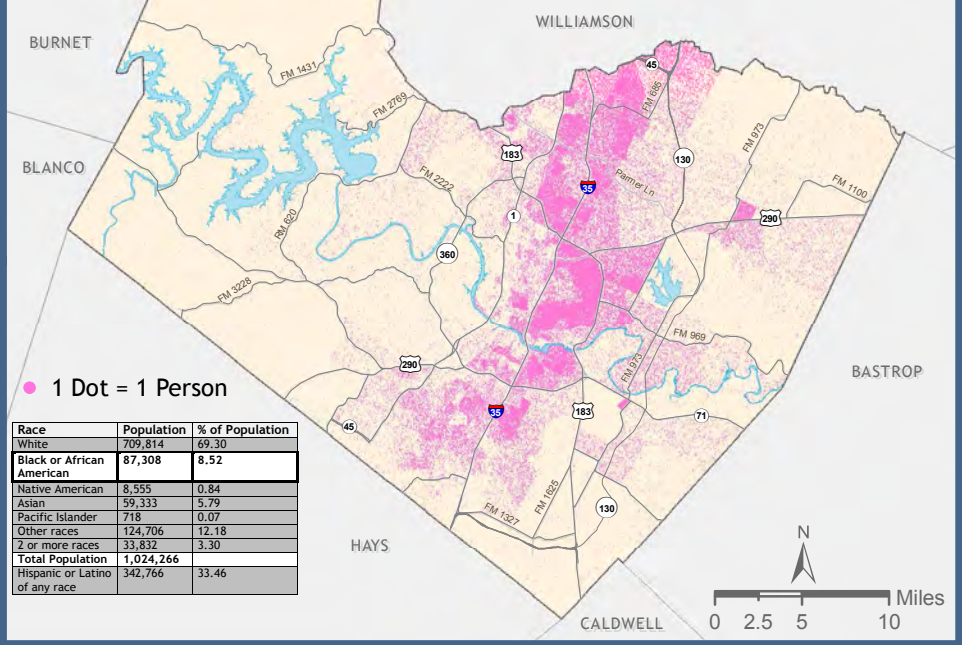 WILLIAMSON
BURNET
45
FM 1431
FM 685
FM 2769
FM 973
183
130
BLANCO
FM 2222
Parmer Ln
35
FM 1100
1
290
RM 620
360
FM 3228
FM 969
290
FM 973
BASTROP
1 Dot = 1 Person
35
183
71
45
Race Population % of Population
White 709,814 69.30
Black or African 87,308 8.52
American
Native American 8,555 0.84
Asian 59,333 5.79
Pacific Islander 718 0.07
Other races 124,706 12.18
2 or more races 33,832 3.30
Total Population 1,024,266
Hispanic or Latino 342,766 33.46
of any race
FM 1625
130
FM 1327
HAYS
N
Miles
0 2.5 5 10
CALDWELL